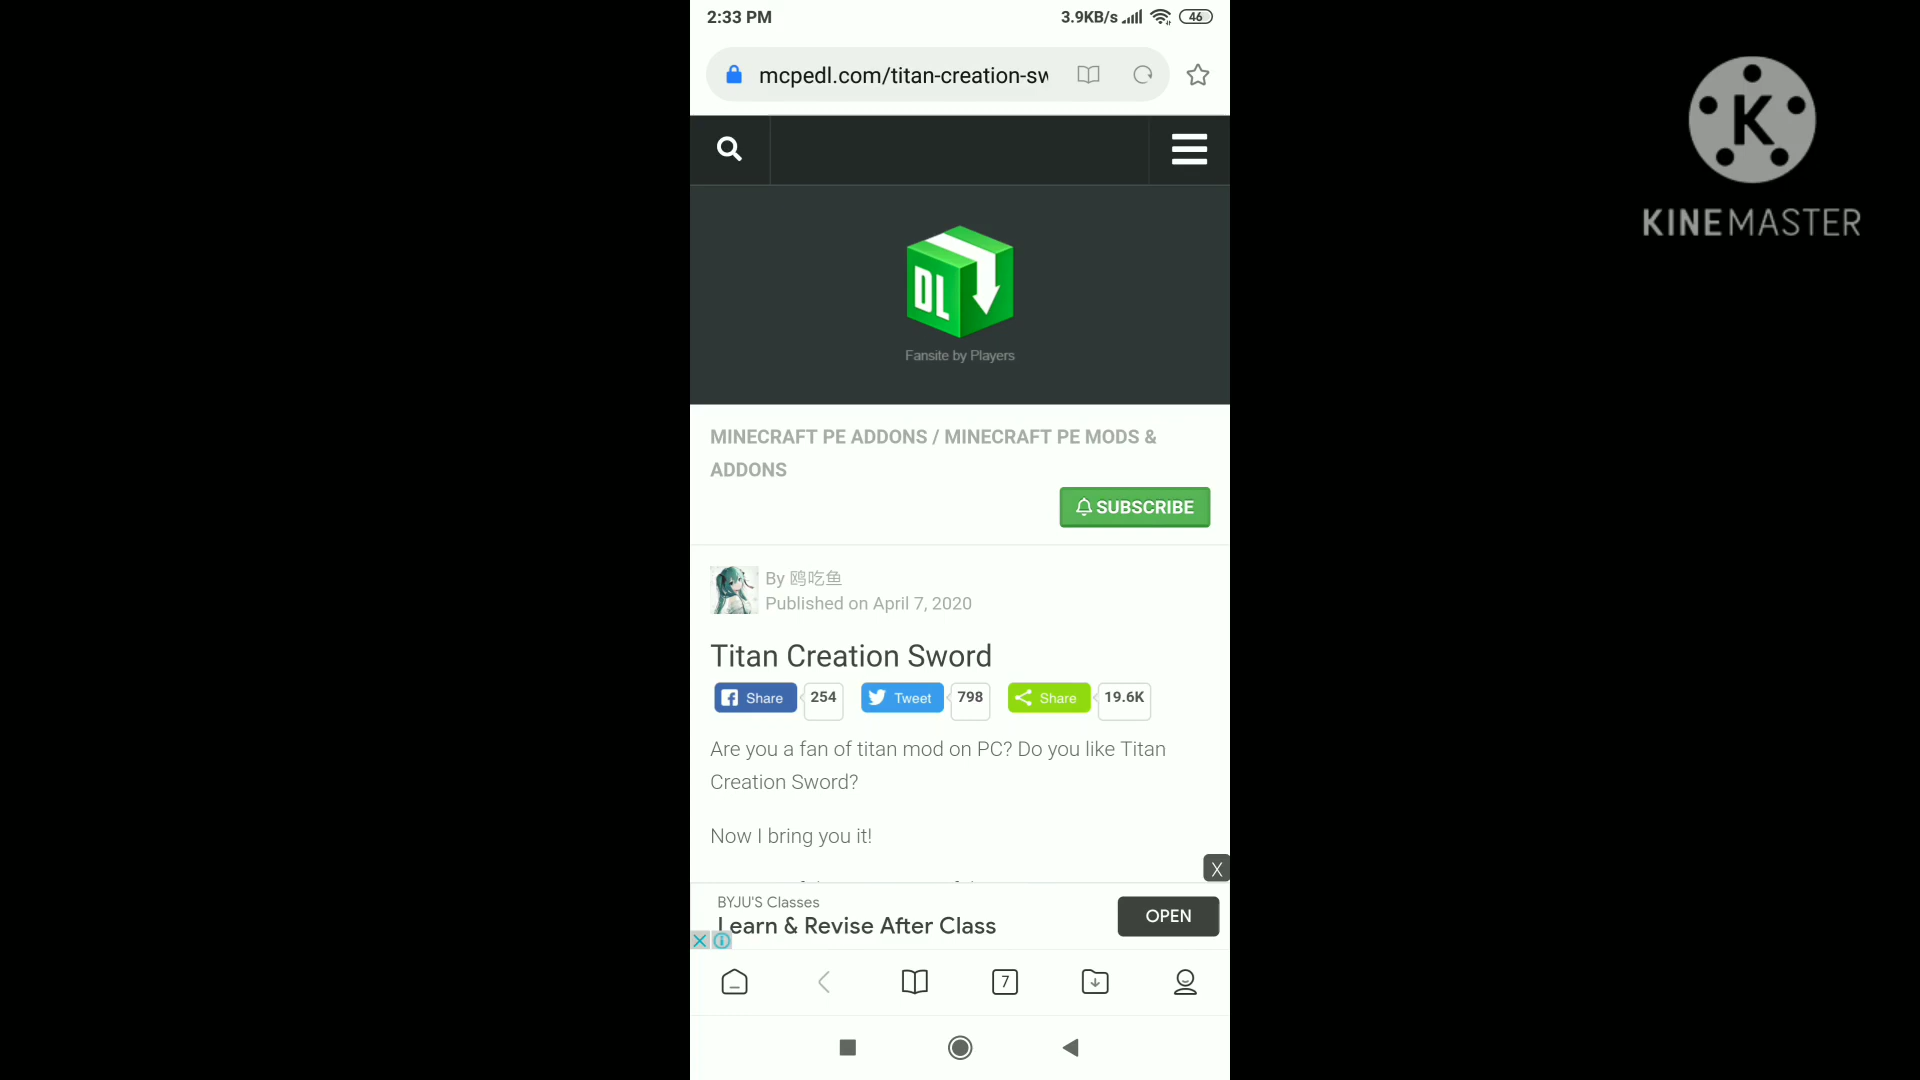 2:33 PM
3.9KB/s
46
mcpedl.com/titan-creation-sw
K
KINEMASTER
DL
Fansite by Players
MINECRAFT PE ADDONS / MINECRAFT PE MODS &
ADDONS
SUBSCRIBE
By 鸥吃鱼
Published on April 7, 2020
Titan Creation Sword
Share 254 Tweet 798 Share 19.6K
Are you a fan of titan mod on PC? Do you like Titan
Creation Sword?
Now I bring you it!
X
BYJU'S Classes
Learn & Revise After Class
OPEN
7